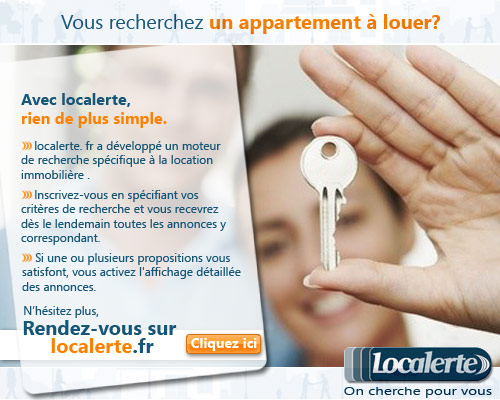 Vous recherchez un appartement à louer?
Avec localerte,
rien de plus simple.
»» localerte. fr a développé un moteur
de recherche spécifique à la location
immobilière .
»» Inscrivez-vous en spécifiant vos
critères de recherche et vous recevrez
dès le lendemain toutes les annonces y
correspondant.
»» Si une ou plusieurs propositions vous
satisfont, vous activez l'affichage détaillée
des annonces.
N'hésitez plus,
Rendez-vous sur
localerte.fr
Cliquez ici
Localerte
On cherche pour vous